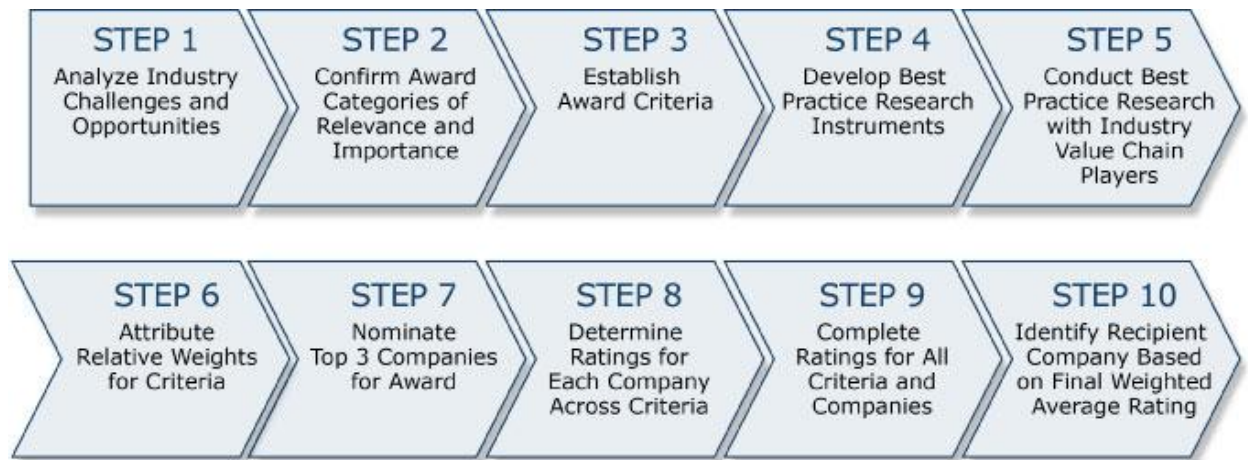 STEP 1
Analyze Industry
Challenges and
Opportunities
STEP 2
Confirm Award
Categories of
Relevance and
Importance
STEP 3
Establish
Award Criteria
STEP 4
Develop Best
Practice Research
Instruments
STEP 5
Conduct Best
Practice Research
with Industry
Value Chain
Players
STEP 6
Attribute
Relative Weights
for Criteria
STEP 7
Nominate
Top 3 Companies
for Award
STEP 8
Determine
Ratings for
Each Company
Across Criteria
STEP 9
Complete
Ratings for All
Criteria and
Companies
STEP 10
Identify Recipient
Company Based
on Final Weighted
Average Rating